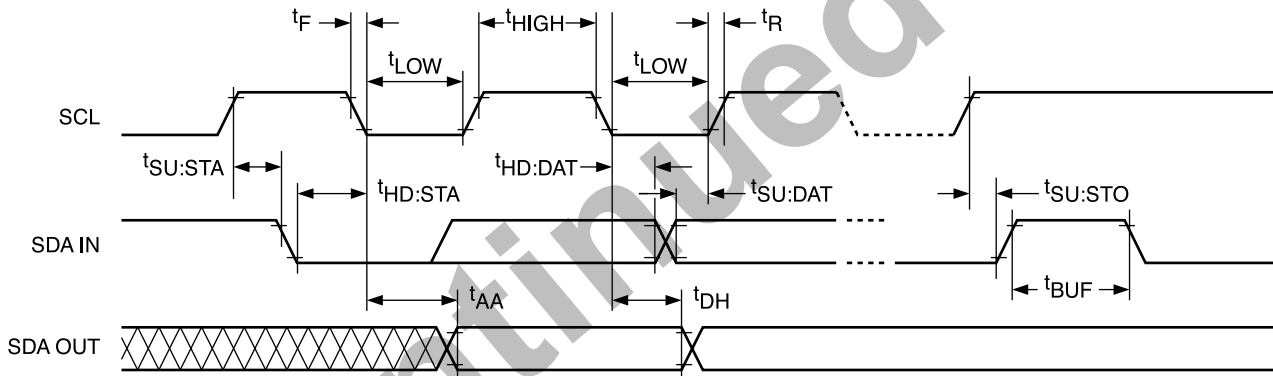 tF tHIGH tR
tLOW tLOW
SCL
tSU:STA tHD:DAT
tHD:STA tSU:DAT tSU:STO
SDA IN
tBUF
tAA tDH
SDA OUT
ntinued